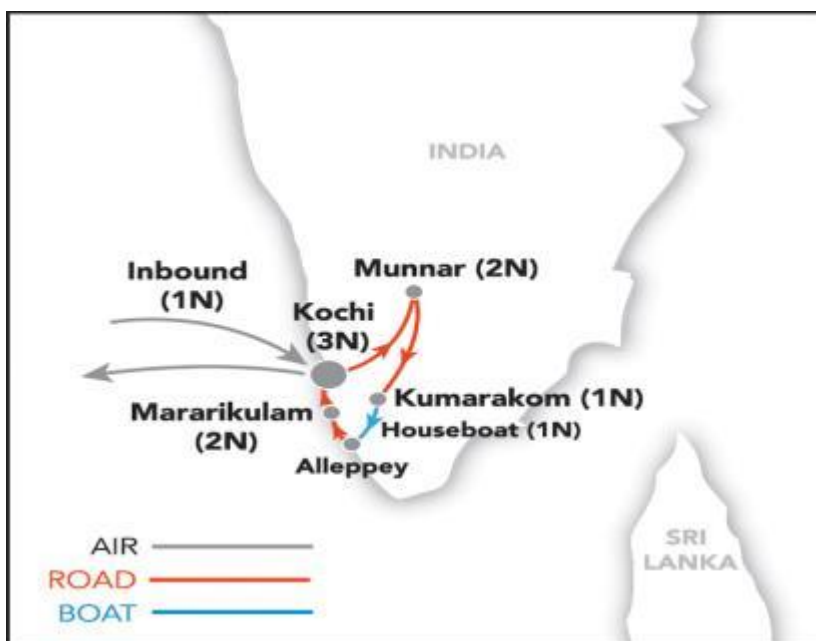 INDIA
Inbound
(1N)
Munnar (2N)
Kochi
(3N)
Kumarakom (1N)
Mararikulam
(2N)
Houseboat (1N)
Alleppey
AIR
ROAD
BOAT
SRI
LANKA